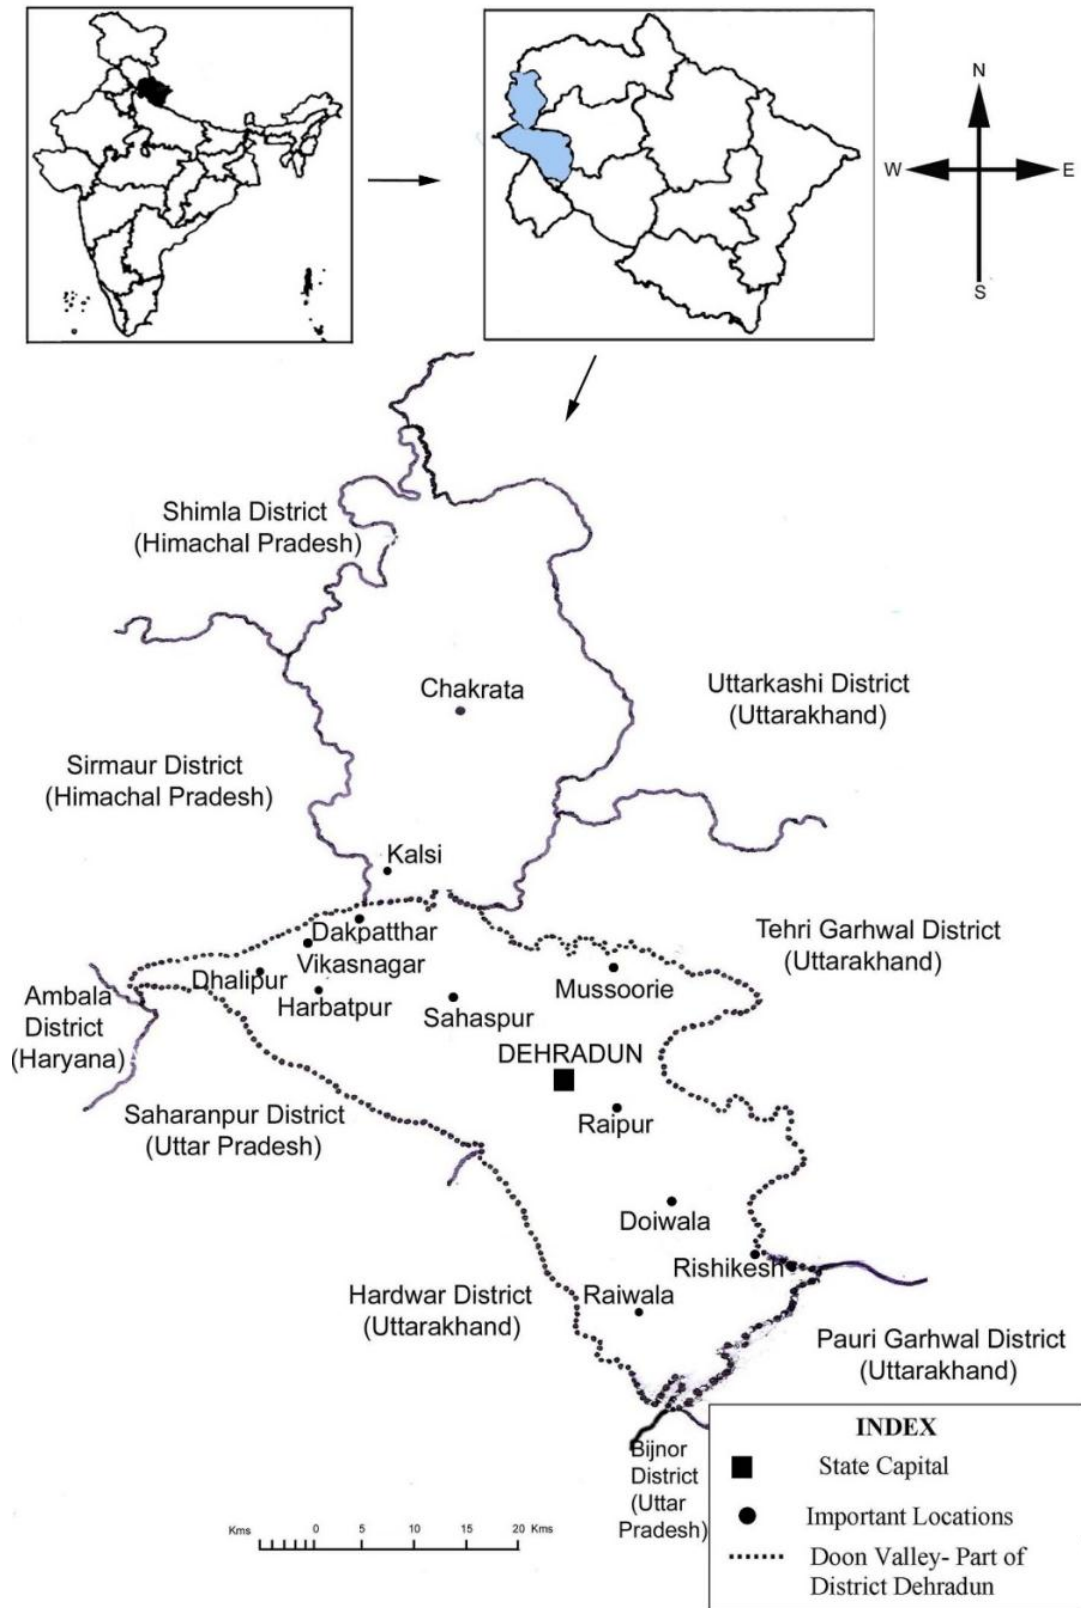 N
W
E
S
Shimla District
(Himachal Pradesh)
Chakrata
Uttarkashi District
(Uttarakhand)
Sirmaur District
(Himachal Pradesh)
Kalsi
Dakpatthar
Vikasnagar
Dhalipur
Harbatpur
Sahaspur
Mussoorie
Tehri Garhwal District
(Uttarakhand)
Ambala
District
(Haryana)
DEHRADUN
Raipur
Saharanpur District
(Uttar Pradesh)
Doiwala
Rishikesh
Raiwala
Hardwar District
(Uttarakhand)
Pauri Garhwal District
(Uttarakhand)
Bijnor
District
(Uttar
Pradesh)
Kms 0 5 10 15 20 Kms
INDEX
State Capital
Important Locations
Doon Valley- Part of
District Dehradun